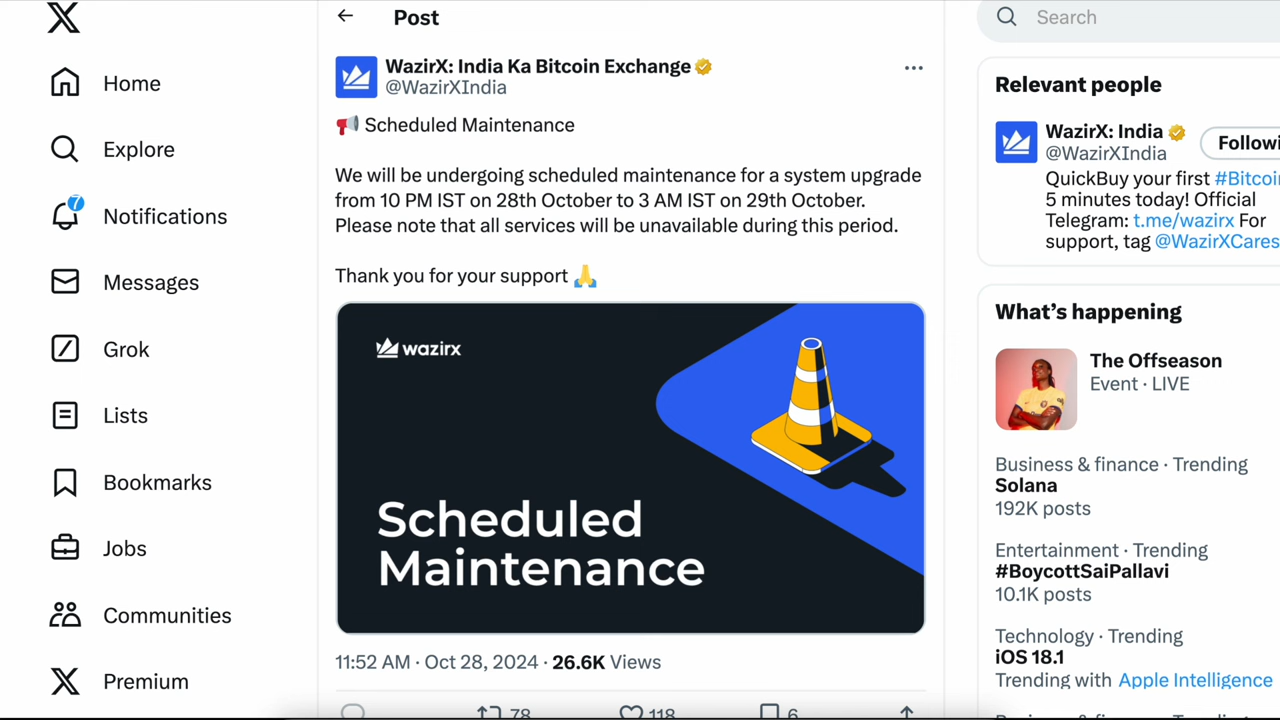 Home
Explore
7
Notifications
Messages
Grok
Lists
Bookmarks
Jobs
Communities
Premium
Post
WazirX: India Ka Bitcoin Exchange
@WazirXIndia
📢 Scheduled Maintenance
We will be undergoing scheduled maintenance for a system upgrade
from 10 PM IST on 28th October to 3 AM IST on 29th October.
Please note that all services will be unavailable during this period.
Thank you for your support 🙏
wazirx
Scheduled
Maintenance
11:52 AM · Oct 28, 2024 · 26.6K Views
78
118
6
Search
Relevant people
WazirX: India
@WazirXIndia
Followi
QuickBuy your first #Bitcoin
5 minutes today! Official
Telegram: t.me/wazirx For
support, tag @WazirXCares
What’s happening
The Offseason
Event · LIVE
Business & finance · Trending
Solana
192K posts
Entertainment · Trending
#BoycottSaiPallavi
10.1K posts
Technology · Trending
iOS 18.1
Trending with Apple Intelligence